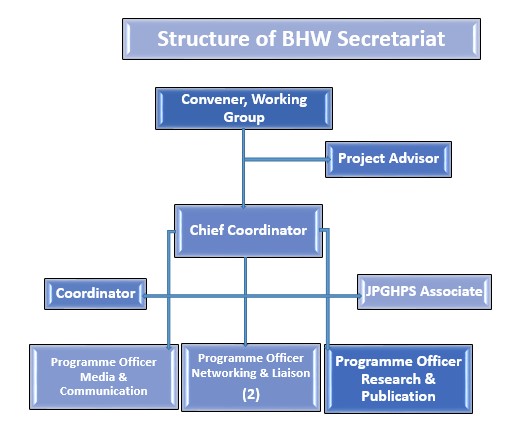 Structure of BHW Secretariat
Convener, Working
Group
Project Advisor
Chief Coordinator
Coordinator
JPGHPS Associate
Programme Officer
Media &
Communication
Programme Officer
Networking & Liaison
(2)
Programme Officer
Research &
Publication